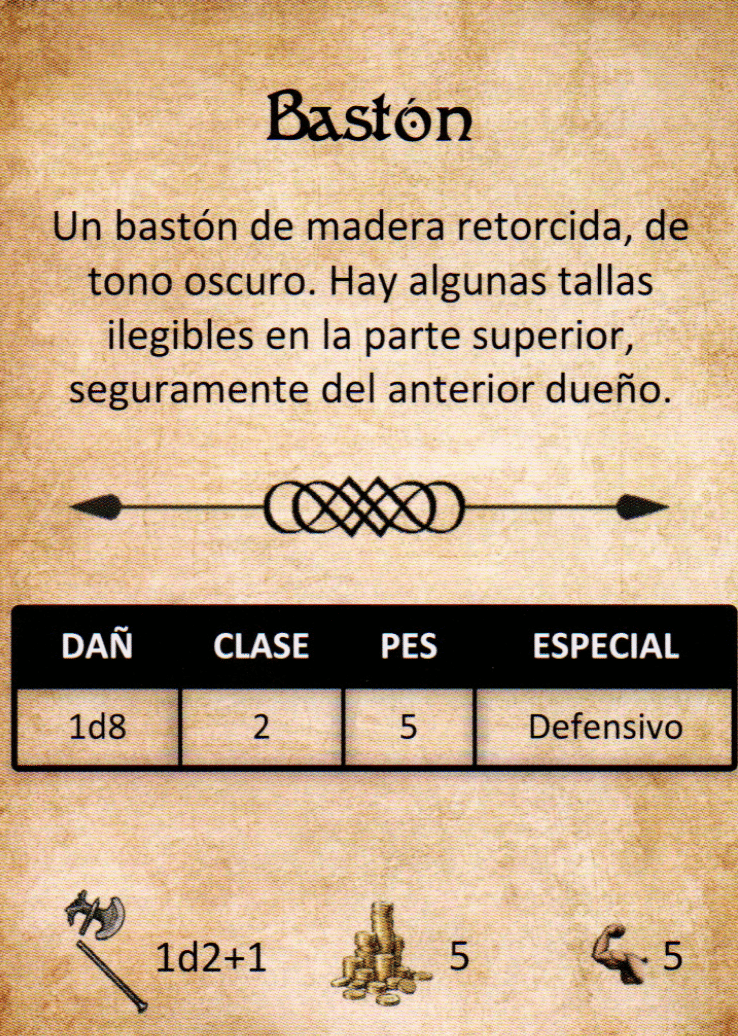 Bastón
Un bastón de madera retorcida, de
tono oscuro. Hay algunas tallas
ilegibles en la parte superior,
seguramente del anterior dueño.
DAÑ CLASE PES ESPECIAL
1d8 2 5 Defensivo
1d2+1 5 5